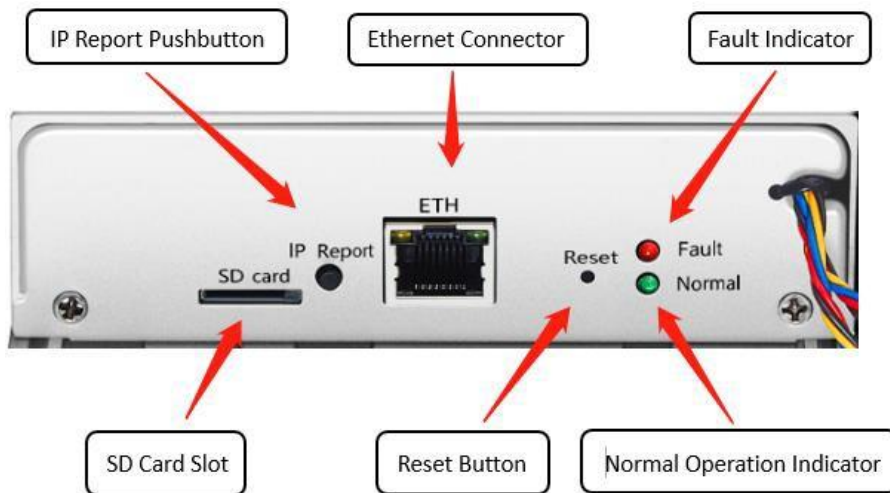 IP Report Pushbutton
Ethernet Connector
Fault Indicator
ETH
IP Report
SD card
Reset
Fault
Normal
SD Card Slot
Reset Button
Normal Operation Indicator